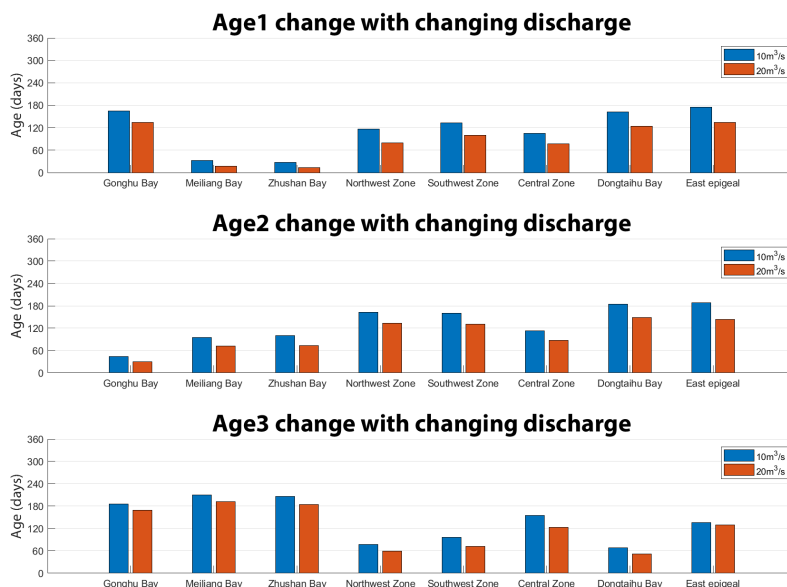 Age1 change with changing discharge
360
300
240
180
120
60
0
Age (days)
10m³/s
20m³/s
Gonghu Bay Meiliang Bay Zhushan Bay Northwest Zone Southwest Zone Central Zone Dongtaihu Bay East epigeal
Age2 change with changing discharge
360
300
240
180
120
60
0
Age (days)
10m³/s
20m³/s
Gonghu Bay Meiliang Bay Zhushan Bay Northwest Zone Southwest Zone Central Zone Dongtaihu Bay East epigeal
Age3 change with changing discharge
360
300
240
180
120
60
0
Age (days)
10m³/s
20m³/s
Gonghu Bay Meiliang Bay Zhushan Bay Northwest Zone Southwest Zone Central Zone Dongtaihu Bay East epigeal